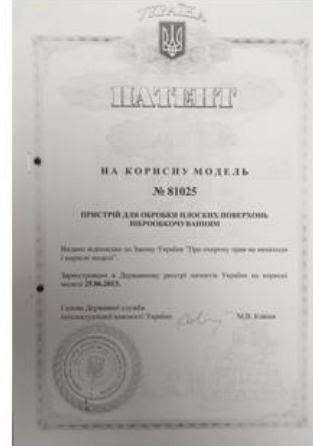 УКРАЇНА
ПАТЕНТ
НА КОРИСНУ МОДЕЛЬ
№ 81025
ПРИСТРІЙ ДЛЯ ОБРОБКИ ПЛОСКИХ ПОВЕРХОНЬ
ВІБРООБКОЧУВАННЯМ
Видано відповідно до Закону України "Про охорону прав на винаходи
і корисні моделі".
Зареєстровано в Державному реєстрі патентів України на корисні
моделі 25.06.2013.
Голова Державної служби
інтелектуальної власності України
М.В. Ковіня